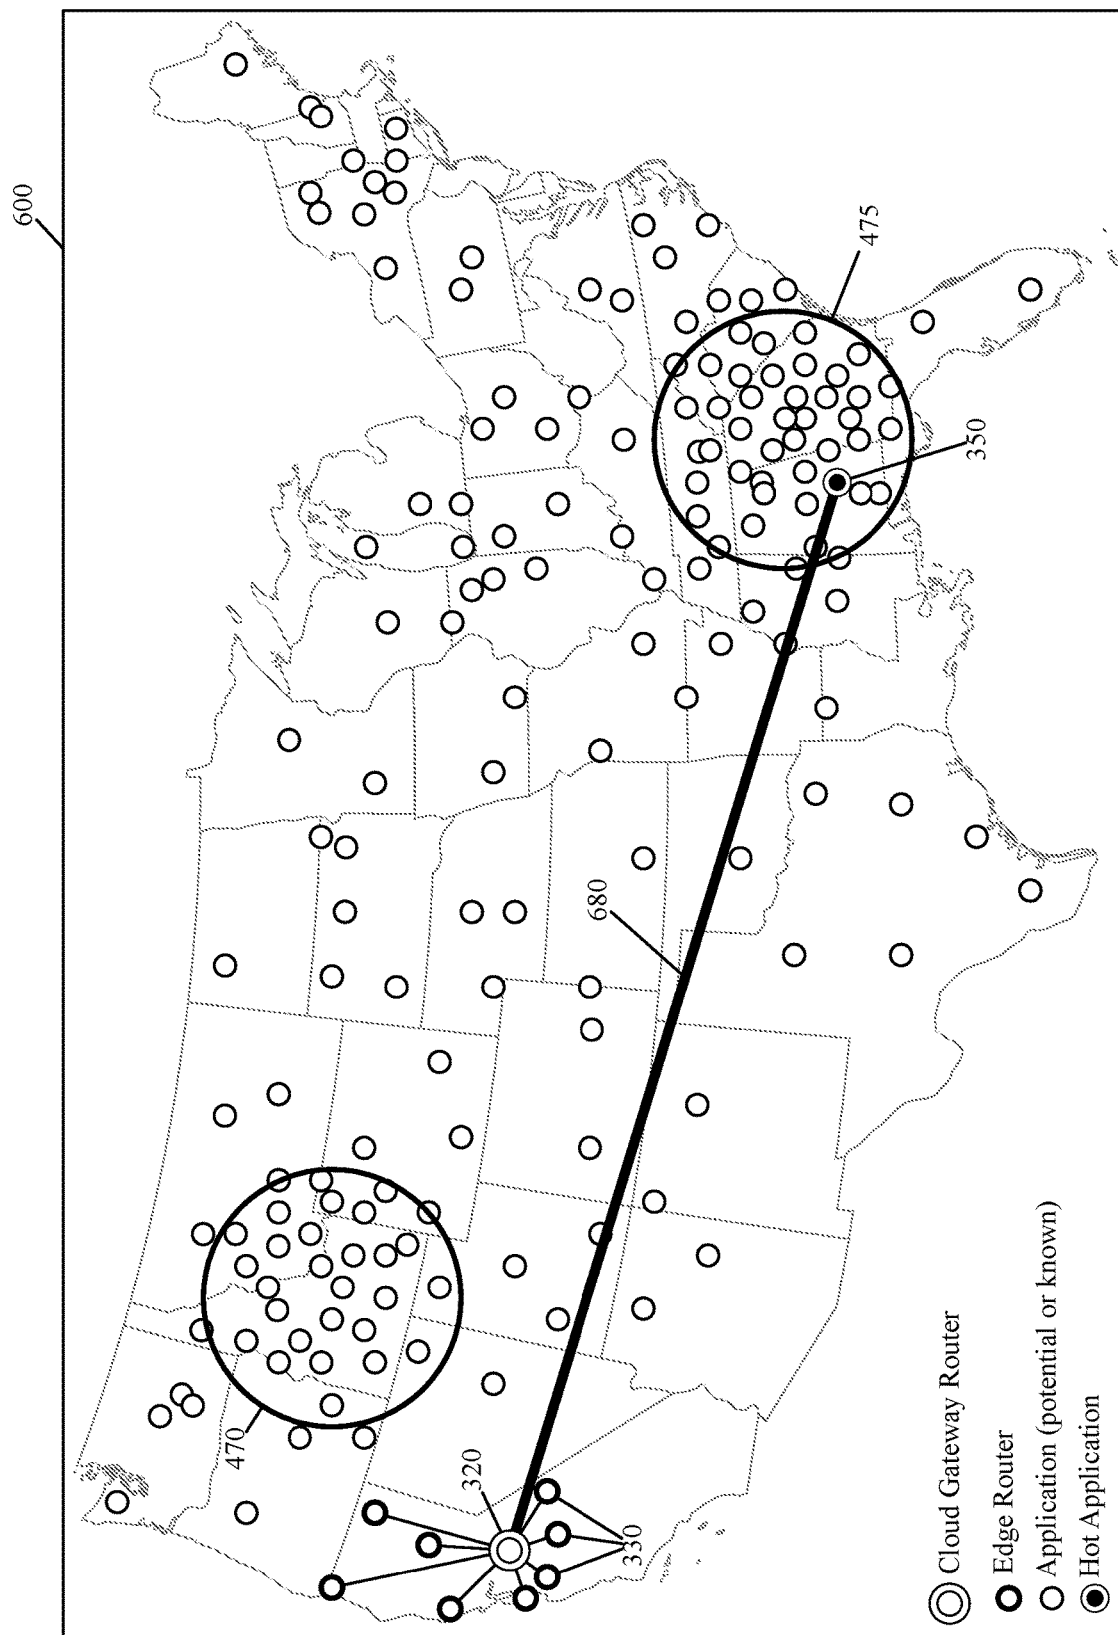 600
470
320
330
680
475
350
Cloud Gateway Router
Edge Router
Application (potential or known)
Hot Application